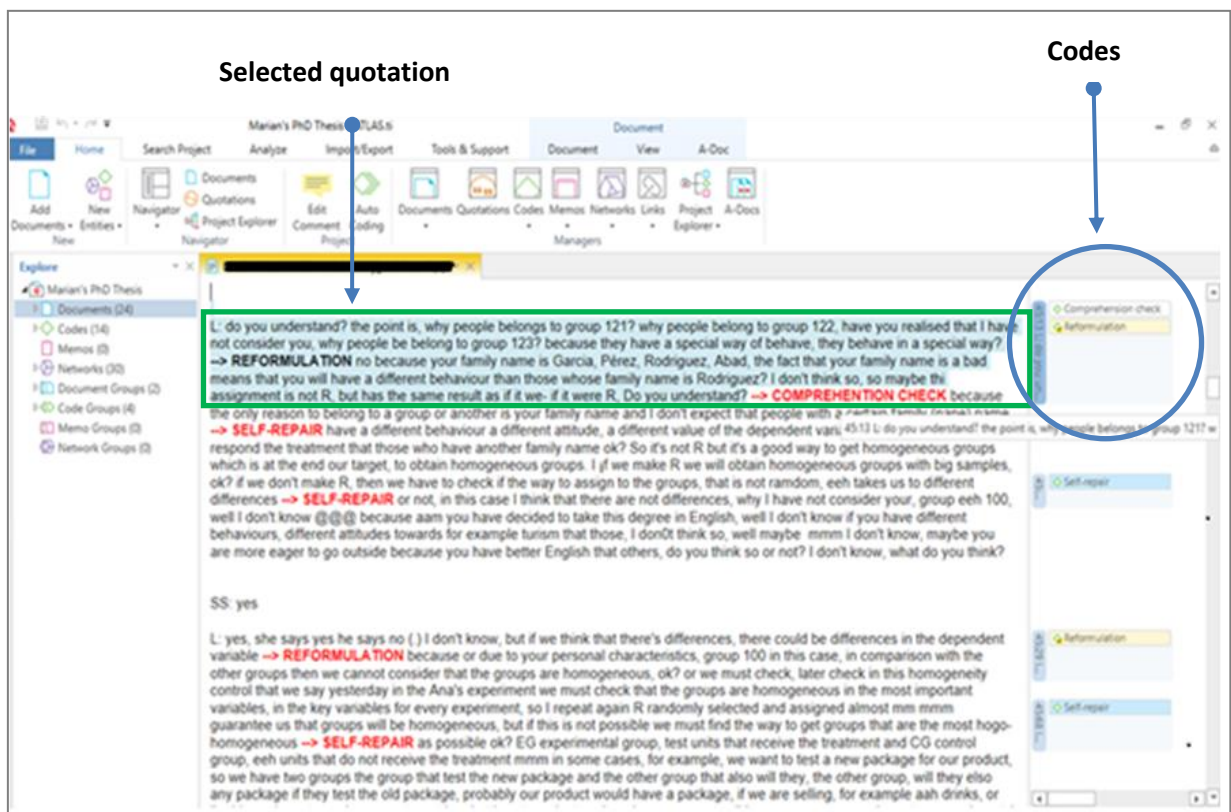 Selected quotation
Codes
Marian's PhD Thesis ATLAS.ti
Document
File Home Search Project Analyze Import/Export Tools & Support Document View A-Doc
Add Documents
New Entities
New
Navigator
Documents
Quotations
Project Explorer
Navigator
Edit Comment
Auto Coding
Project
Documents Quotations Codes Memos Networks Links Project Explorer A-Docs
Managers
Explore
Marian's PhD Thesis
Documents (24)
Codes (14)
Memos (0)
Networks (30)
Document Groups (2)
Code Groups (4)
Memo Groups (0)
Network Groups (0)
L: do you understand? the point is, why people belongs to group 121? why people belong to group 122, have you realised that I have
not consider you, why people be belong to group 123? because they have a special way of behave, they behave in a special way?
--> REFORMULATION no because your family name is Garcia, Pérez, Rodriguez, Abad, the fact that your family name is a bad
means that you will have a different behaviour than those whose family name is Rodriguez? I don't think so, so maybe thi
assignment is not R, but has the same result as if it we- if it were R, Do you understand? --> COMPREHENTION CHECK because
the only reason to belong to a group or another is your family name and I don't expect that people with a certain family (name) name
--> SELF-REPAIR have a different behaviour a different attitude, a different value of the dependent vari
45:13 L: do you understand? the point is, why people belongs to group 121? w
respond the treatment that those who have another family name ok? So it's not R but it's a good way to get homogeneous groups
which is at the end our target, to obtain homogeneous groups. I ¡f we make R we will obtain homogeneous groups with big samples,
ok? if we don't make R, then we have to check if the way to assign to the groups, that is not ramdom, eeh takes us to different
differences --> SELF-REPAIR or not, in this case I think that there are not differences, why I have not consider your, group eeh 100,
well I don't know @@@ because aam you have decided to take this degree in English, well I don't know if you have different
behaviours, different attitudes towards for example turism that those, I don0t think so, well maybe mmm I don't know, maybe you
are more eager to go outside because you have better English that others, do you think so or not? I don't know, what do you think?
SS: yes
L: yes, she says yes he says no (.) I don't know, but if we think that there's differences, there could be differences in the dependent
variable --> REFORMULATION because or due to your personal characteristics, group 100 in this case, in comparison with the
other groups then we cannot consider that the groups are homogeneous, ok? or we must check, later check in this homogeneity
control that we say yesterday in the Ana's experiment we must check that the groups are homogeneous in the most important
variables, in the key variables for every experiment, so I repeat again R randomly selected and assigned almost mm mmm
guarantee us that groups will be homogeneous, but if this is not possible we must find the way to get groups that are the most hogo-
homogeneous --> SELF-REPAIR as possible ok? EG experimental group, test units that receive the treatment and CG control
group, eeh units that do not receive the treatment mmm in some cases, for example, we want to test a new package for our product,
so we have two groups the group that test the new package and the other group that also will they, the other group, will they elso
any package if they test the old package, probably our product would have a package, if we are selling, for example aah drinks, or
Comprehension check
Reformulation
Self-repair
Reformulation
Self-repair